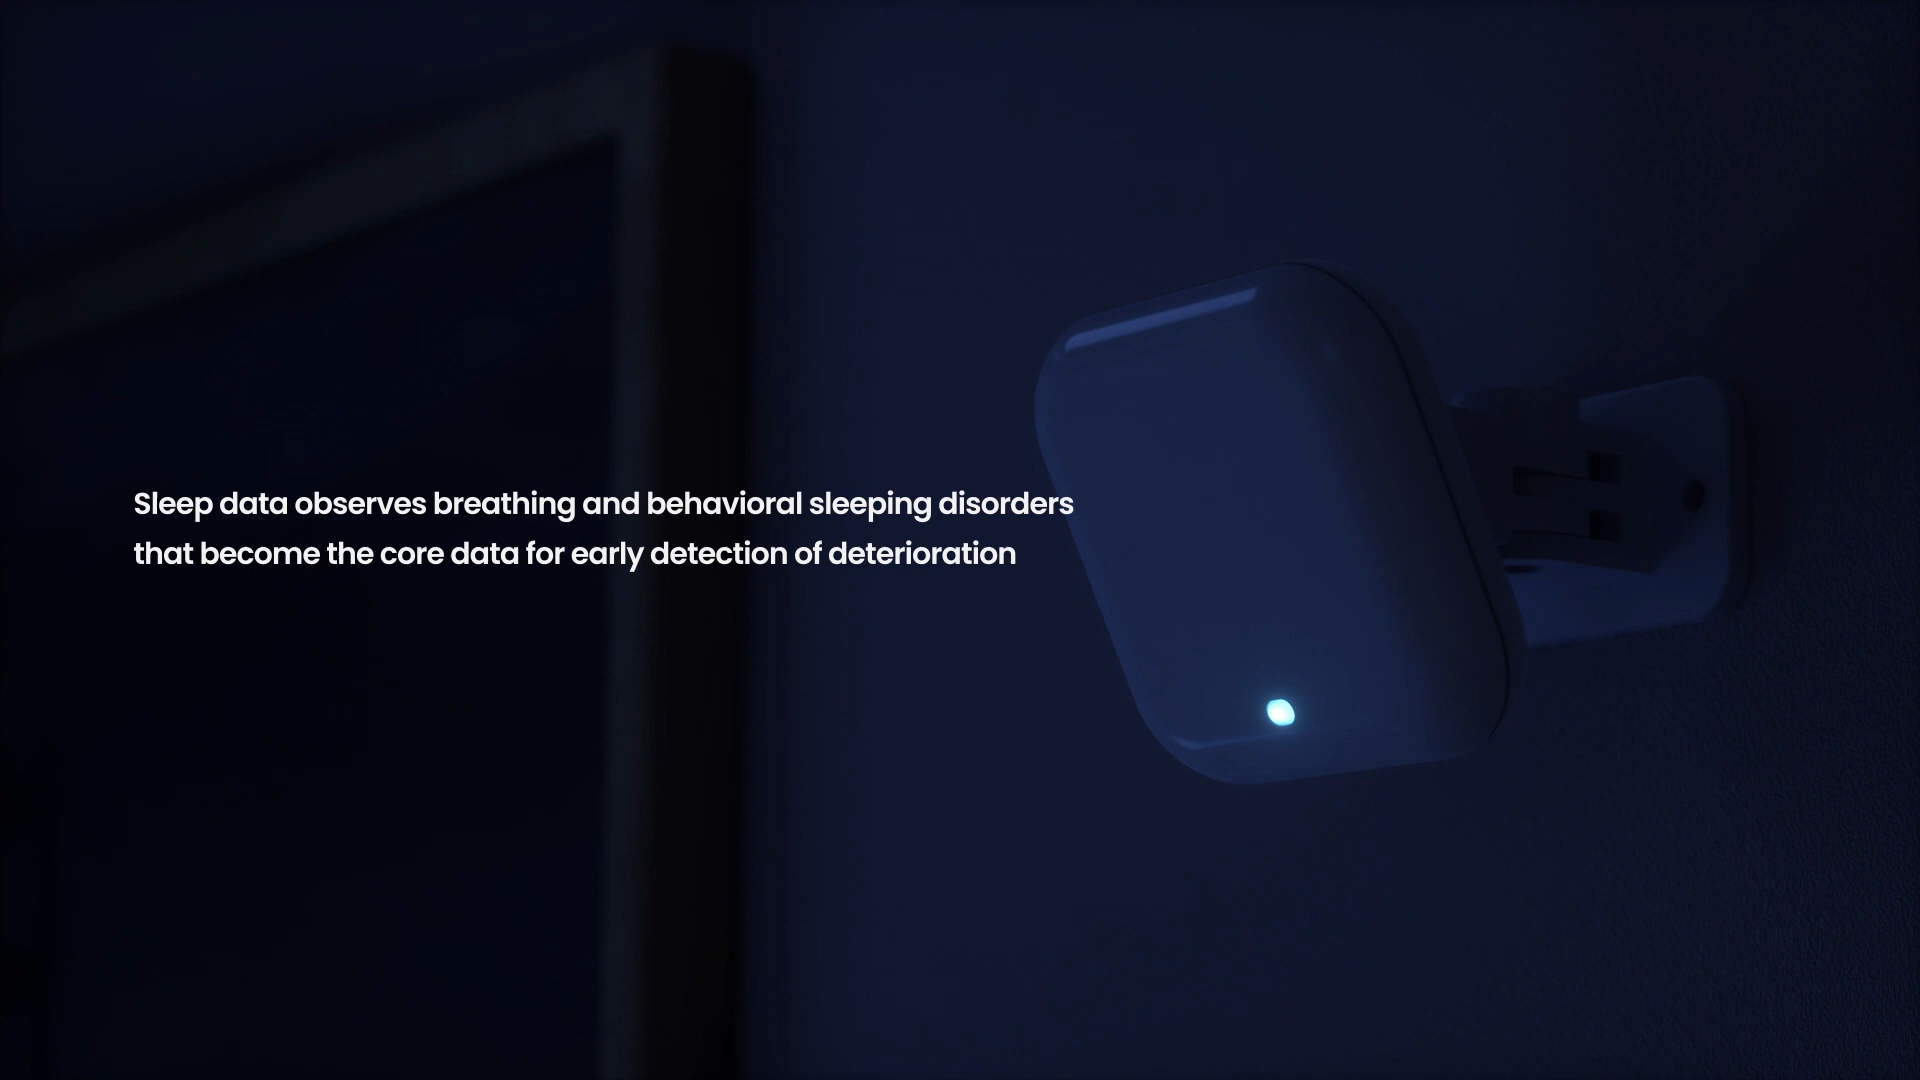 Sleep data observes breathing and behavioral sleeping disorders
that become the core data for early detection of deterioration